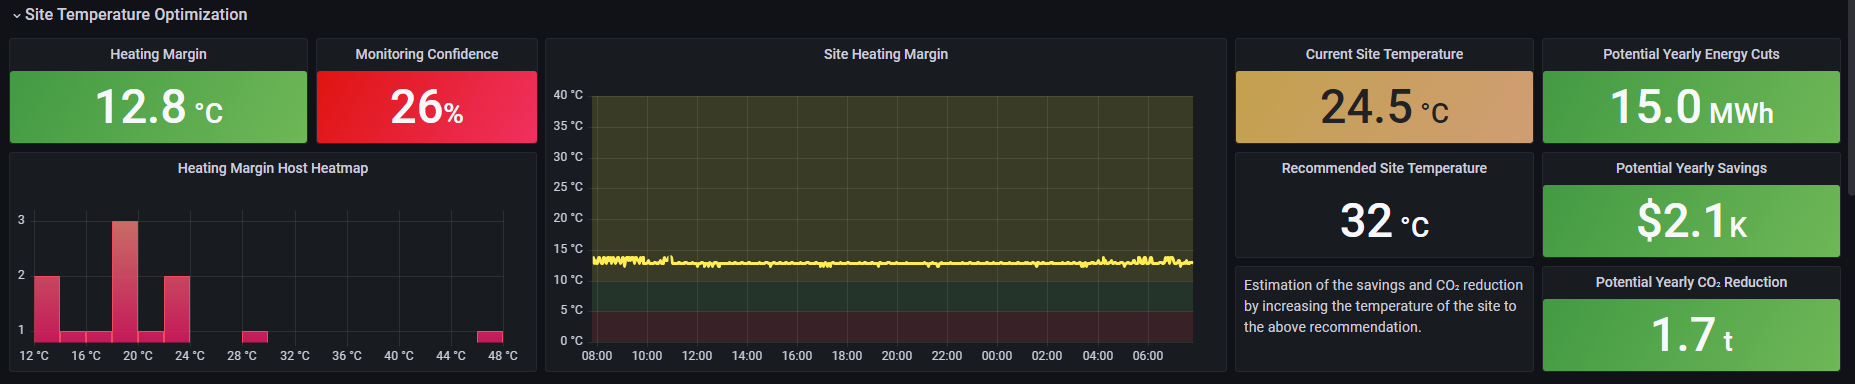 Site Temperature Optimization
Heating Margin
12.8 °C
Monitoring Confidence
26%
Heating Margin Host Heatmap
3
2
1
12 °C 16 °C 20 °C 24 °C 28 °C 32 °C 36 °C 40 °C 44 °C 48 °C
Site Heating Margin
40 °C
35 °C
30 °C
25 °C
20 °C
15 °C
10 °C
5 °C
0 °C
08:00 10:00 12:00 14:00 16:00 18:00 20:00 22:00 00:00 02:00 04:00 06:00
Current Site Temperature
24.5 °C
Recommended Site Temperature
32 °C
Estimation of the savings and CO₂ reduction
by increasing the temperature of the site to
the above recommendation.
Potential Yearly Energy Cuts
15.0 MWh
Potential Yearly Savings
$2.1K
Potential Yearly CO₂ Reduction
1.7 t